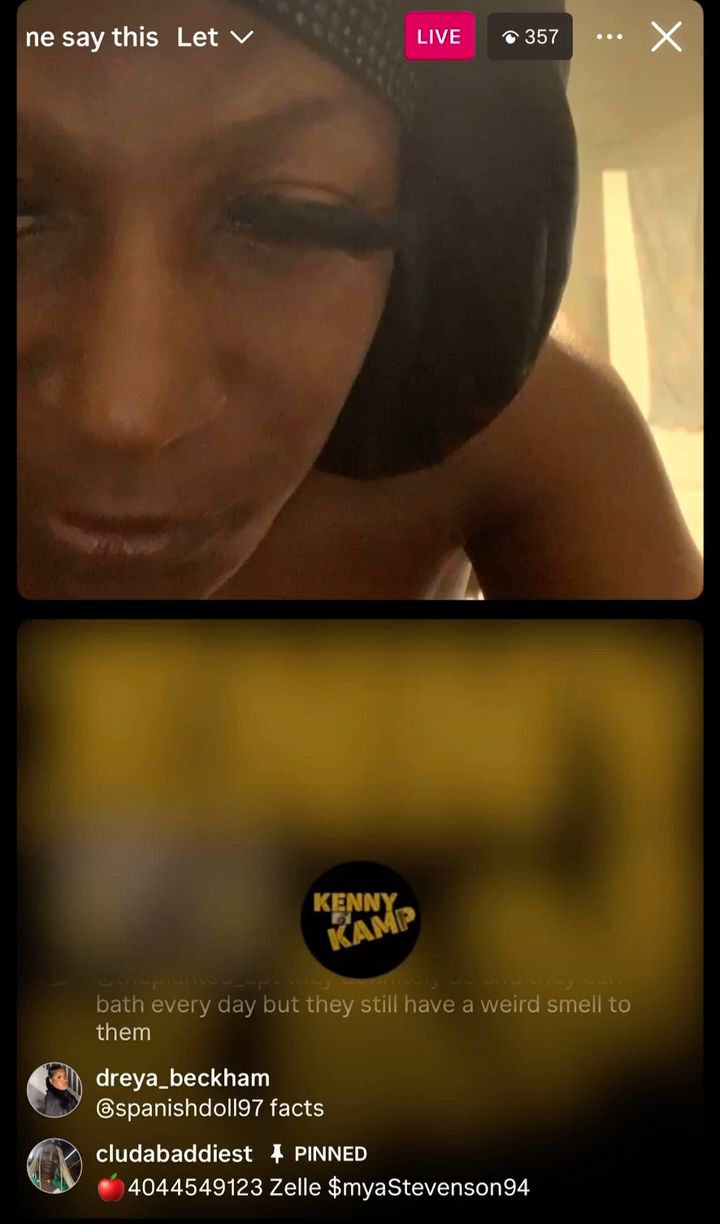 ne say this Let
LIVE
357
KENNY
KAMP
bath every day but they still have a weird smell to
them
dreya_beckham
@spanishdoll97 facts
cludabaddiest PINNED
🍎4044549123 Zelle $myaStevenson94